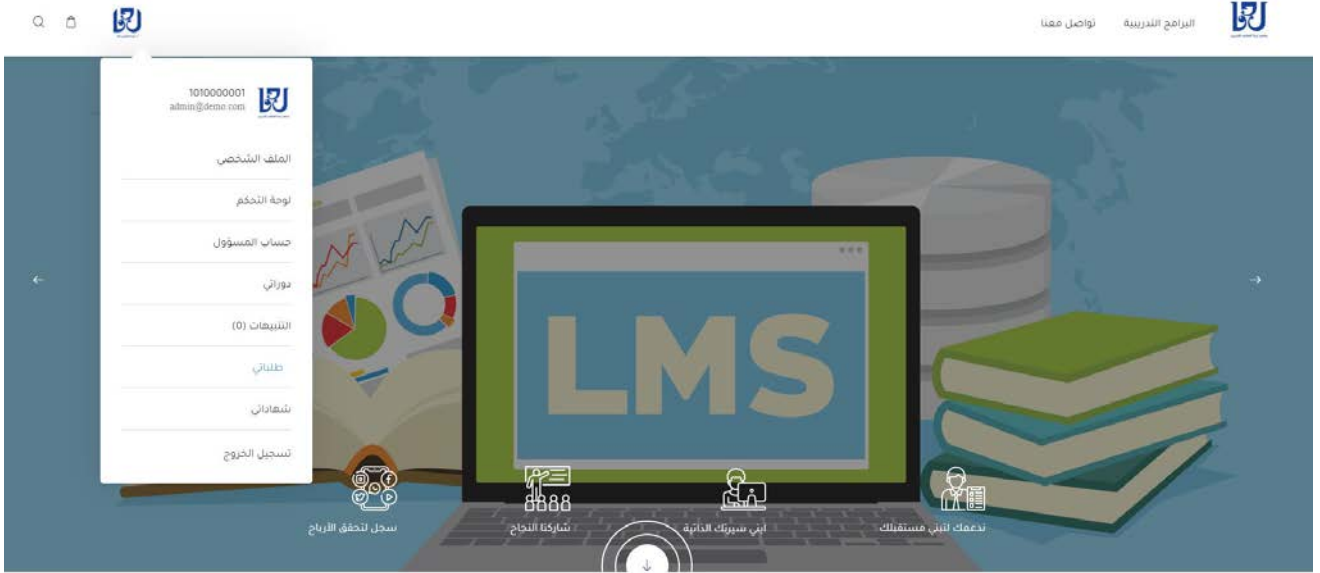 البرامج التدريبية
تواصل معنا
1010000001
admin@demo.com
الملف الشخصي
لوحة التحكم
حساب المسؤول
دوراتي
التنبيهات (0)
طلباتي
شهاداتي
تسجيل الخروج
LMS
ندعمك لتبني مستقبلك
ابني سيرتك الذاتية
شاركنا النجاح
سجل لتحقق الأرباح